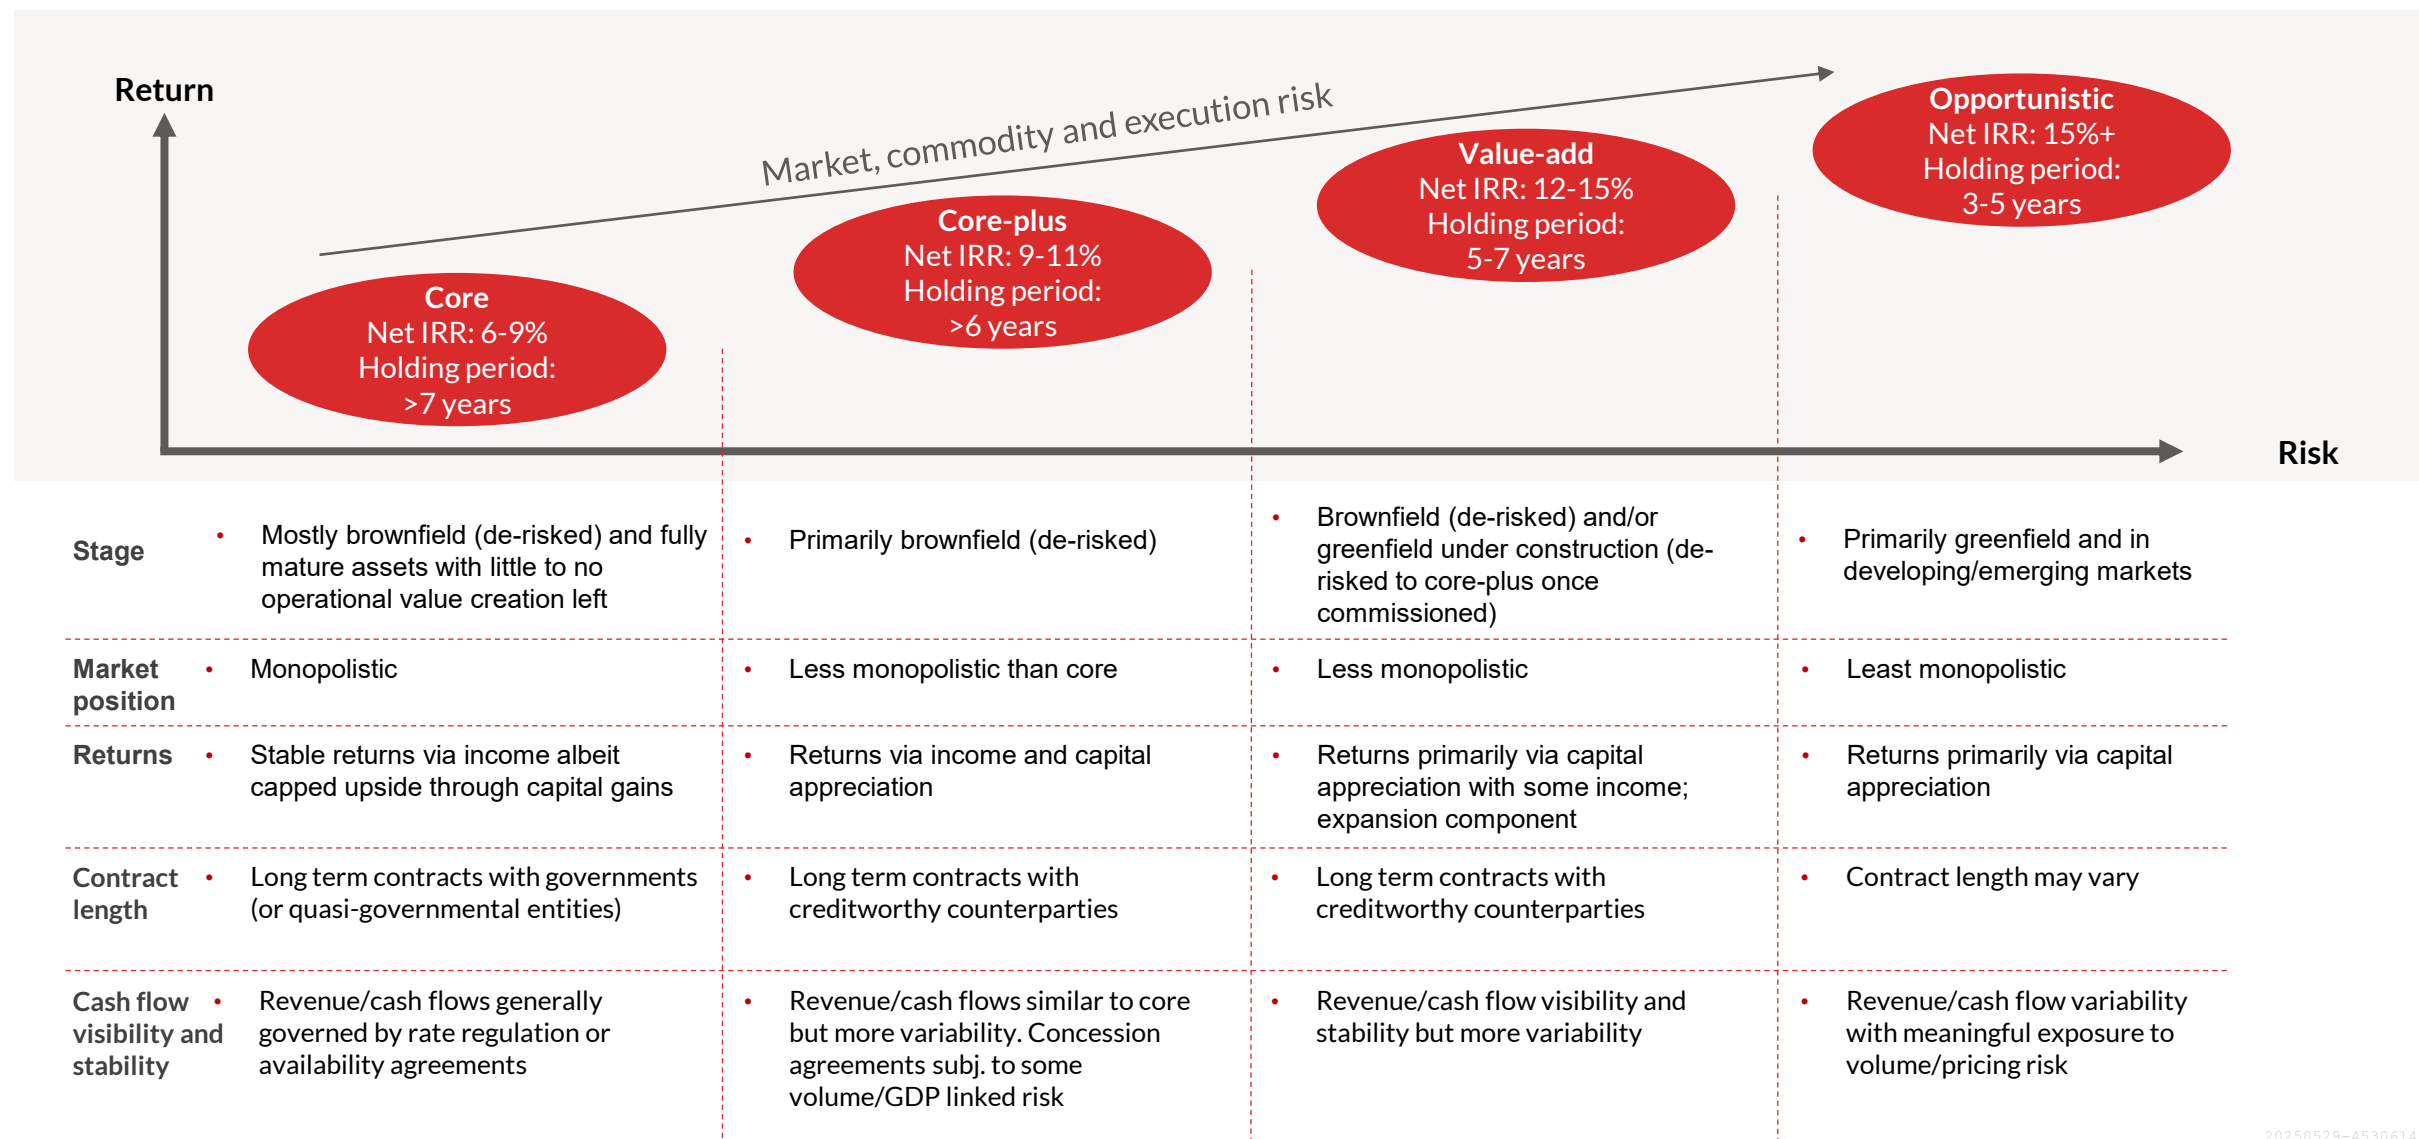 Return
Market, commodity and execution risk
Opportunistic
Net IRR: 15%+
Holding period:
3-5 years
Value-add
Net IRR: 12-15%
Holding period:
5-7 years
Core-plus
Net IRR: 9-11%
Holding period:
>6 years
Core
Net IRR: 6-9%
Holding period:
>7 years
Risk
Stage
• Mostly brownfield (de-risked) and fully
mature assets with little to no
operational value creation left
• Primarily brownfield (de-risked)
• Brownfield (de-risked) and/or
greenfield under construction (de-
risked to core-plus once
commissioned)
• Primarily greenfield and in
developing/emerging markets
Market
position
• Monopolistic
• Less monopolistic than core
• Less monopolistic
• Least monopolistic
Returns
• Stable returns via income albeit
capped upside through capital gains
• Returns via income and capital
appreciation
• Returns primarily via capital
appreciation with some income;
expansion component
• Returns primarily via capital
appreciation
Contract
length
• Long term contracts with governments
(or quasi-governmental entities)
• Long term contracts with
creditworthy counterparties
• Long term contracts with
creditworthy counterparties
• Contract length may vary
Cash flow
visibility and
stability
• Revenue/cash flows generally
governed by rate regulation or
availability agreements
• Revenue/cash flows similar to core
but more variability. Concession
agreements subj. to some
volume/GDP linked risk
• Revenue/cash flow visibility and
stability but more variability
• Revenue/cash flow variability
with meaningful exposure to
volume/pricing risk
20250529-4530614